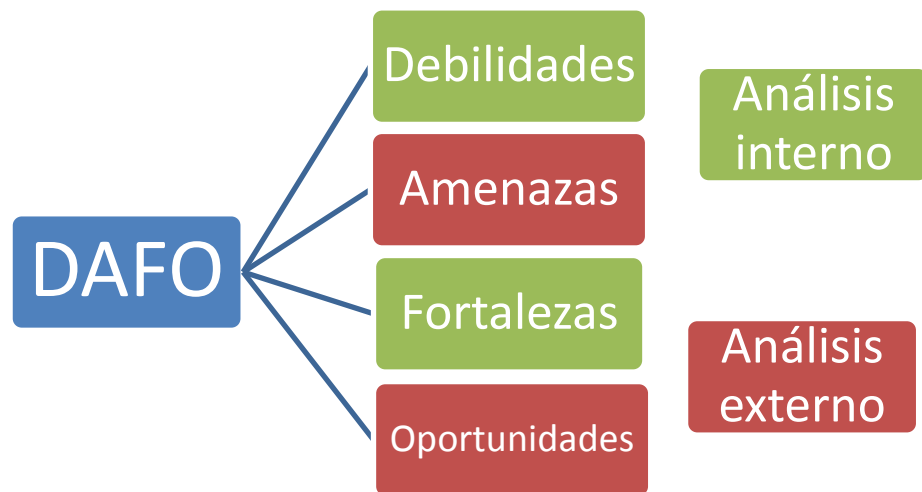 DAFO
Debilidades
Amenazas
Fortalezas
Oportunidades
Análisis
interno
Análisis
externo